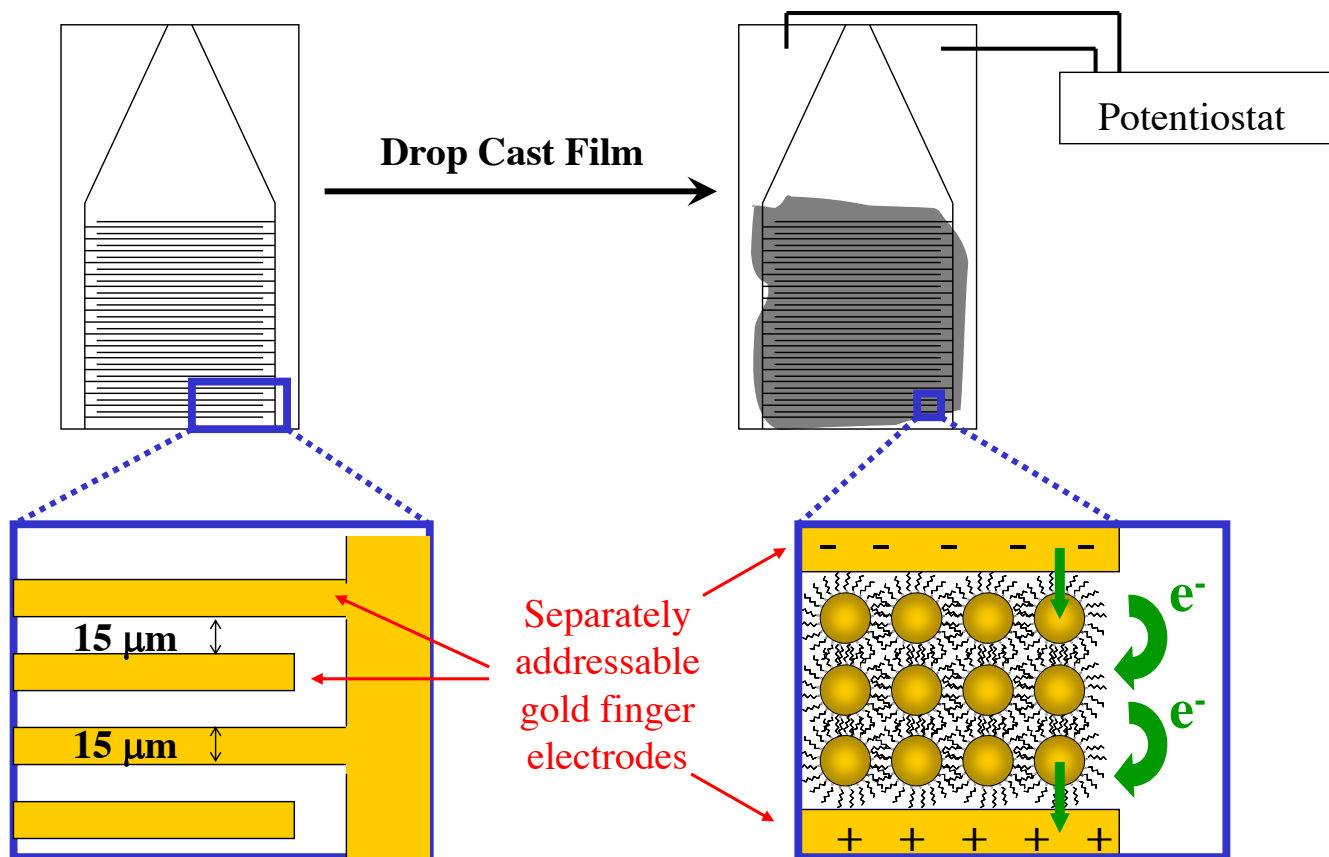 Potentiostat
Drop Cast Film
15 μm
15 μm
Separately
addressable
gold finger
electrodes
- - - - -
e-
e-
+ + + + +